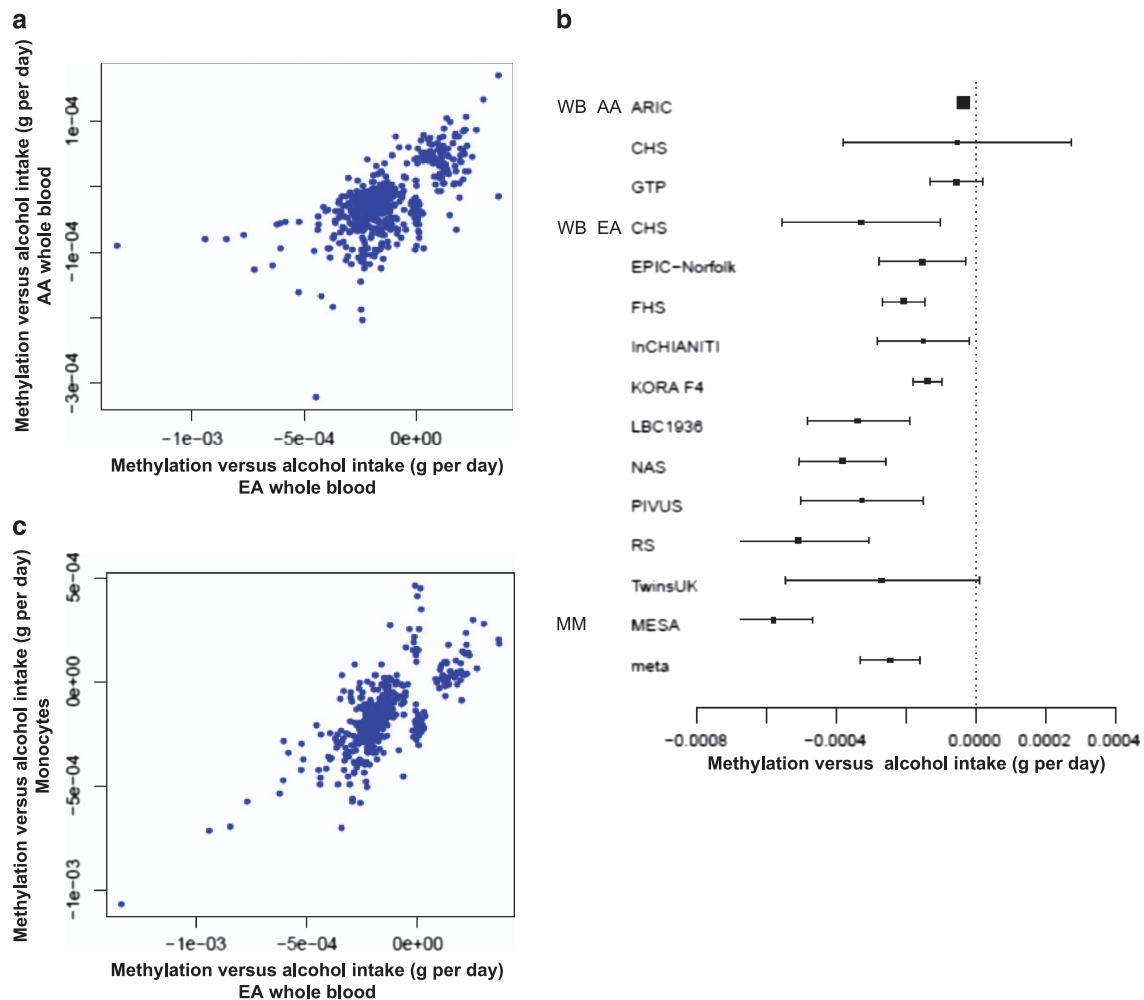 a
Methylation versus alcohol intake (g per day)
AA whole blood
1e−04
−1e−04
−3e−04
−1e−03 −5e−04 0e+00
Methylation versus alcohol intake (g per day)
EA whole blood
b
WB AA ARIC
CHS
GTP
WB EA CHS
EPIC−Norfolk
FHS
InCHIANITI
KORA F4
LBC1936
NAS
PIVUS
RS
TwinsUK
MM MESA
meta
−0.0008 −0.0004 0.0000 0.0002 0.0004
Methylation versus alcohol intake (g per day)
c
Methylation versus alcohol intake (g per day)
Monocytes
5e−04
0e+00
−5e−04
−1e−03
−1e−03 −5e−04 0e+00
Methylation versus alcohol intake (g per day)
EA whole blood